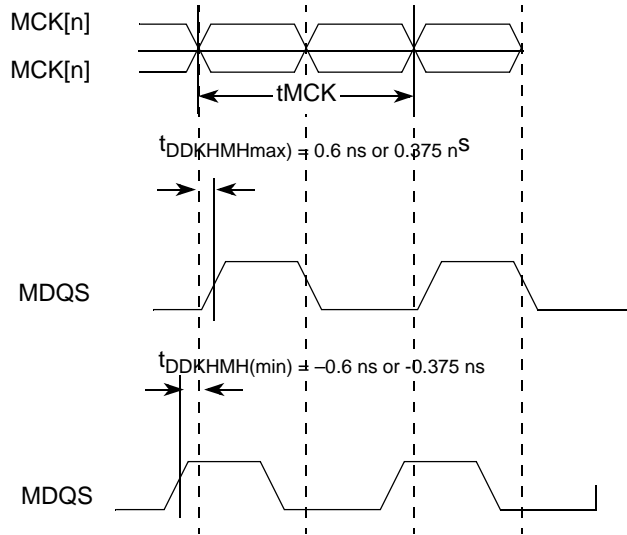 MCK[n]
MCK[n]
tMCK
tDDKHMHmax) = 0.6 ns or 0.375 ns
MDQS
tDDKHMH(min) = –0.6 ns or -0.375 ns
MDQS